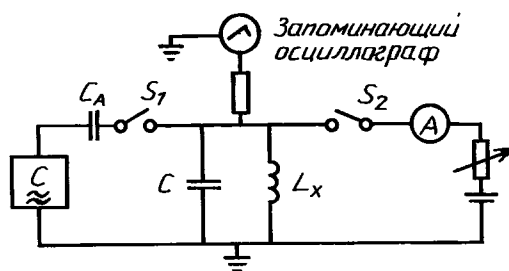 Запоминающий
осциллограф
C_A
S_1
S_2
A
C
C
L_x